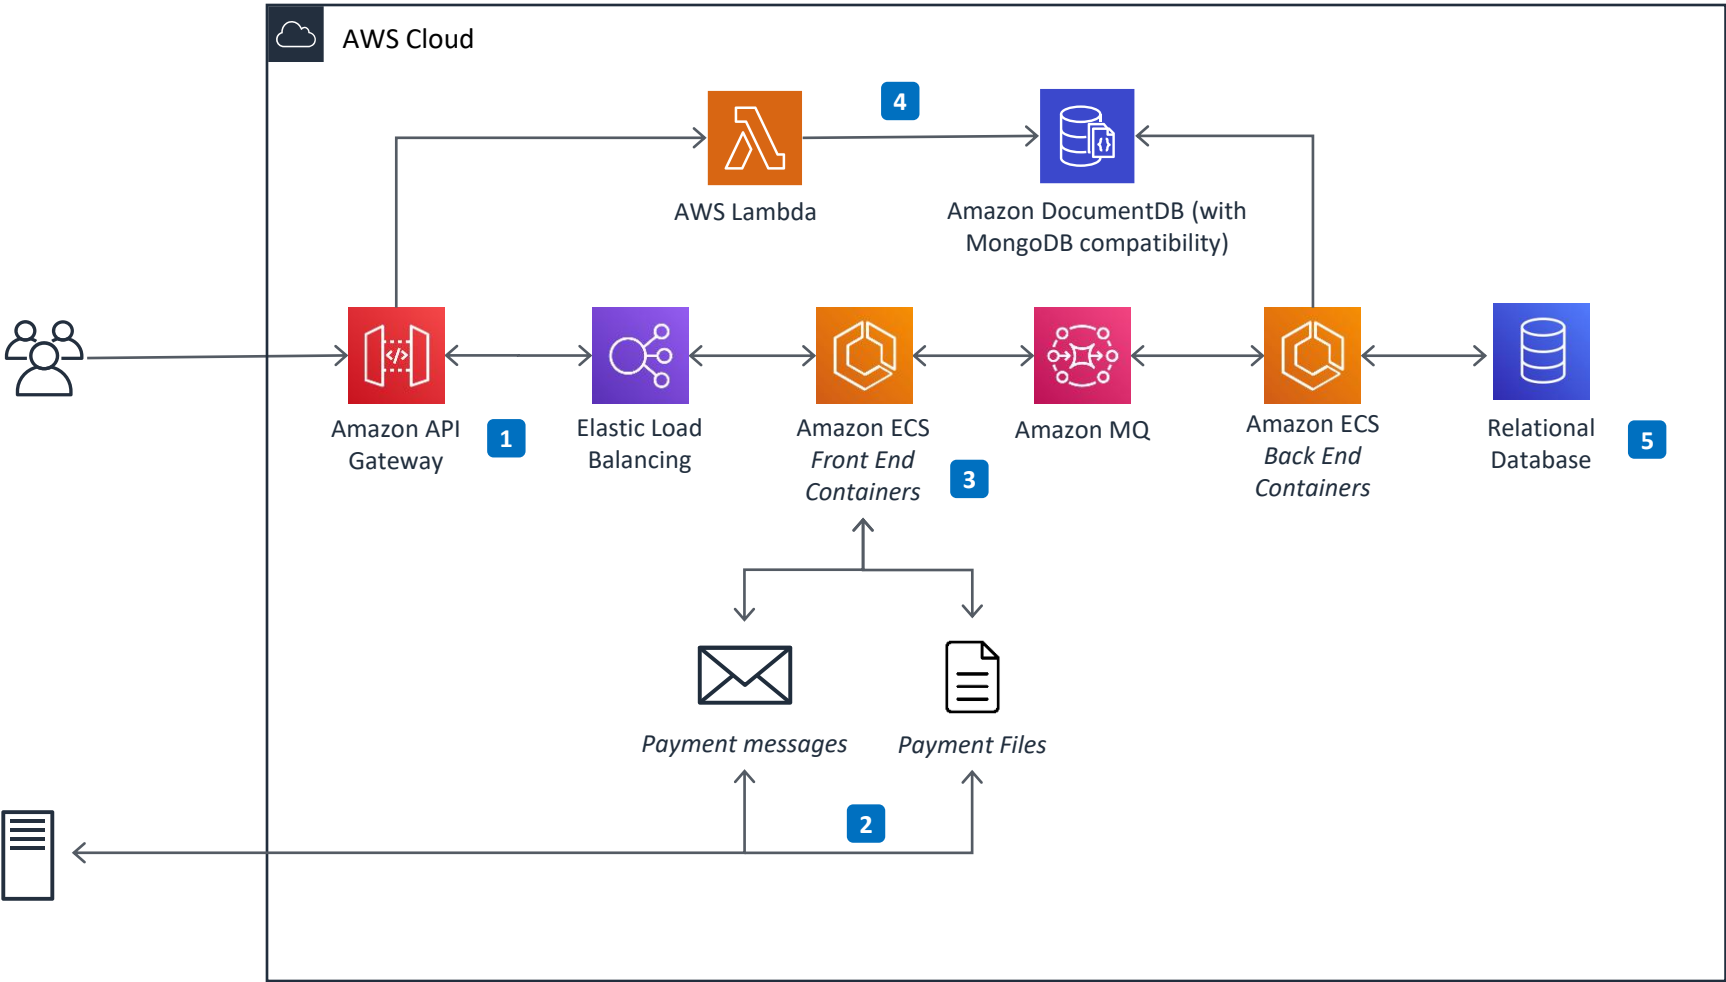 AWS Cloud
4
AWS Lambda
Amazon DocumentDB (with
MongoDB compatibility)
</>
{}
Amazon API
Gateway
1
Elastic Load
Balancing
Amazon ECS
Front End
Containers
3
Amazon MQ
Amazon ECS
Back End
Containers
Relational
Database
5
Payment messages
Payment Files
2